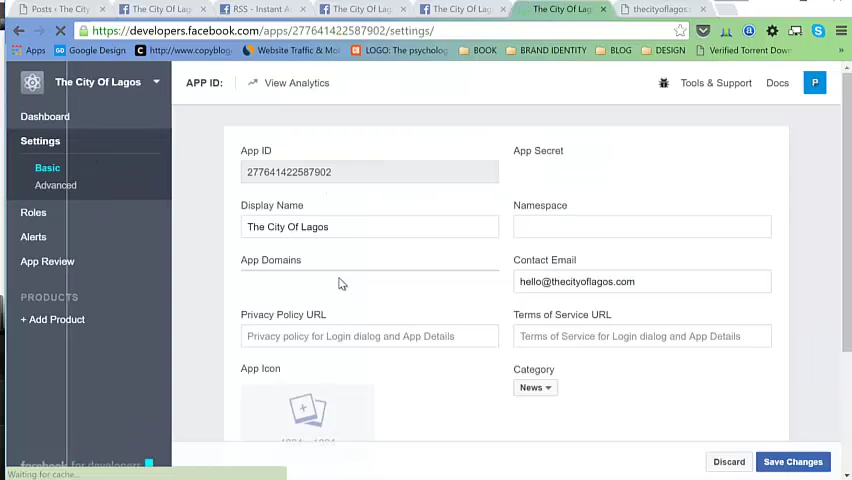 Posts ‹ The City
The City Of Lag
RSS - Instant A
The City Of Lag
The City Of Lag
The City Of Lagos
thecityoflagos.
https://developers.facebook.com/apps/277641422587902/settings/
Apps
Google Design
http://www.copyblog
Website Traffic & Mo
LOGO: The psycholog
BOOK
BRAND IDENTITY
BLOG
DESIGN
Verified Torrent Down
The City Of Lagos
APP ID:
View Analytics
Tools & Support
Docs
P
Dashboard
Settings
Basic
Advanced
Roles
Alerts
App Review
PRODUCTS
+ Add Product
App ID
App Secret
277641422587902
Display Name
Namespace
The City Of Lagos
App Domains
Contact Email
hello@thecityoflagos.com
Privacy Policy URL
Terms of Service URL
Privacy policy for Login dialog and App Details
Terms of Service for Login dialog and App Details
App Icon
Category
News
facebook for developers
Waiting for cache...
Discard
Save Changes